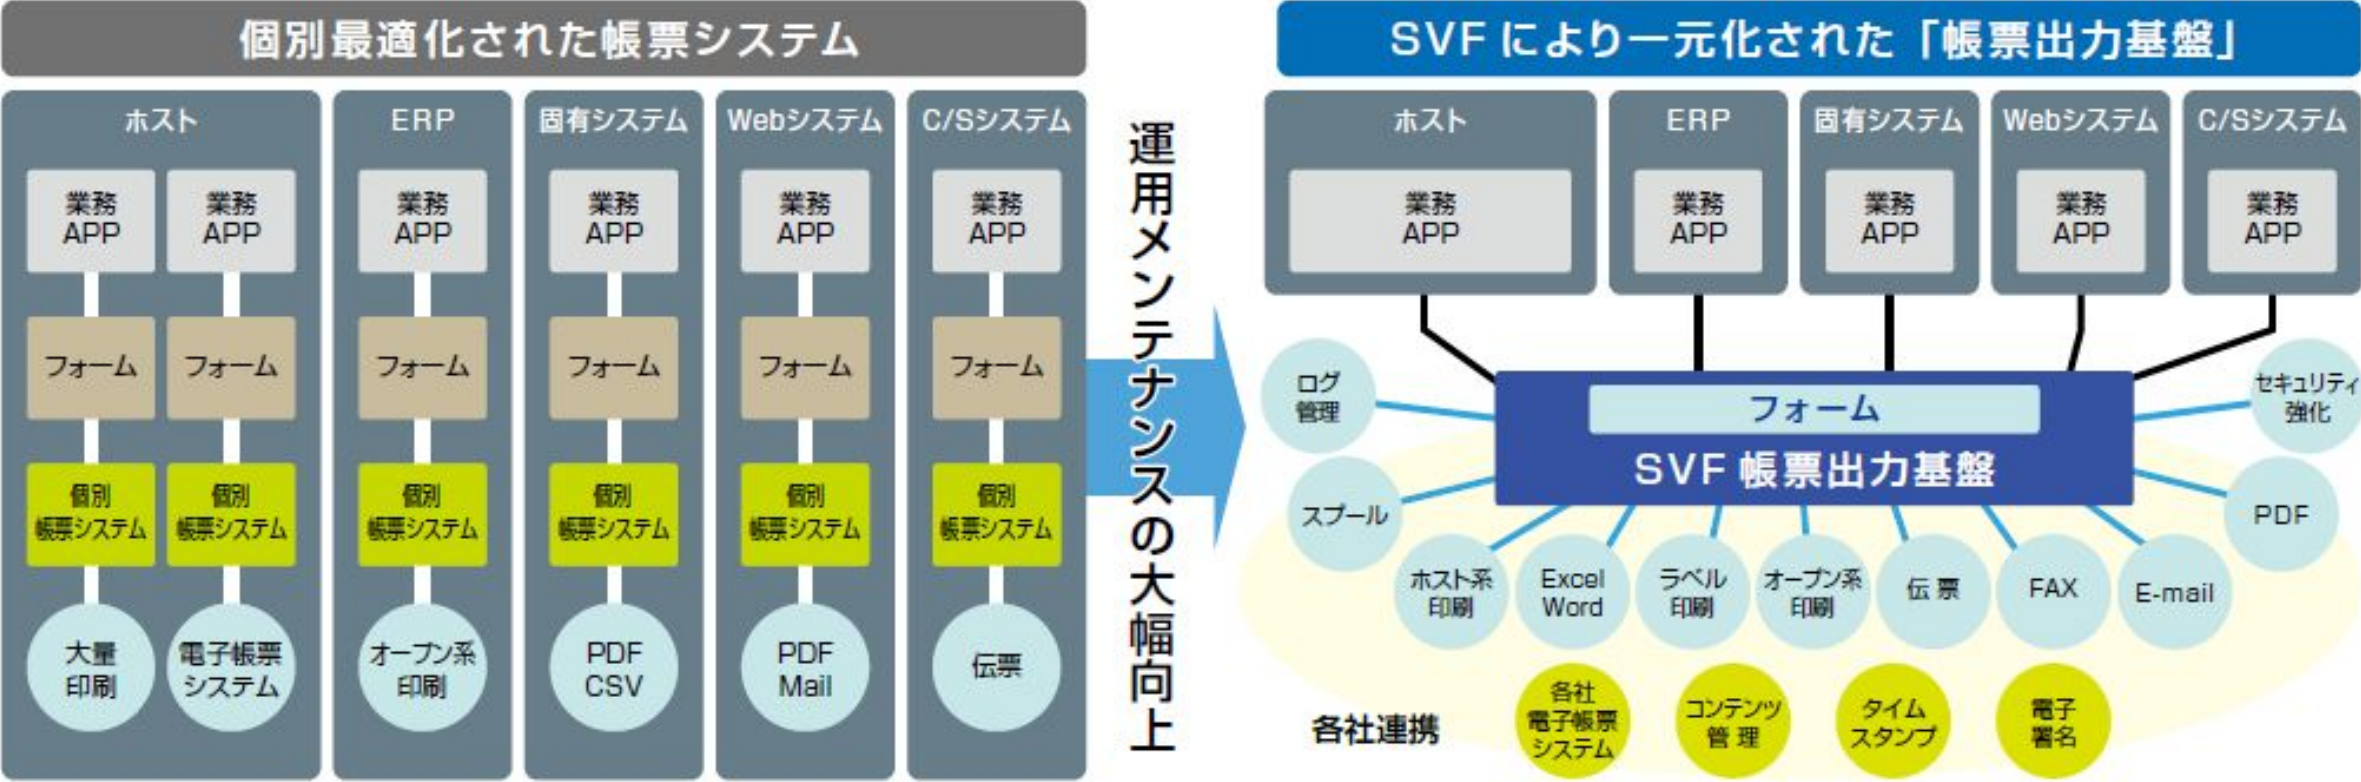 個別最適化された帳票システム
ホスト
ERP
固有システム
Webシステム
C/Sシステム
業務
APP
業務
APP
業務
APP
業務
APP
業務
APP
業務
APP
フォーム
フォーム
フォーム
フォーム
フォーム
フォーム
個別
帳票システム
個別
帳票システム
個別
帳票システム
個別
帳票システム
個別
帳票システム
個別
帳票システム
大量
印刷
電子帳票
システム
オープン系
印刷
PDF
CSV
PDF
Mail
伝票
運用メンテナンスの大幅向上
SVFにより一元化された「帳票出力基盤」
ホスト
ERP
固有システム
Webシステム
C/Sシステム
業務
APP
業務
APP
業務
APP
業務
APP
業務
APP
フォーム
SVF 帳票出力基盤
ログ
管理
セキュリティ
強化
スプール
PDF
ホスト系
印刷
Excel
Word
ラベル
印刷
オープン系
印刷
伝票
FAX
E-mail
各社連携
各社
電子帳票
システム
コンテンツ
管理
タイム
スタンプ
電子
署名